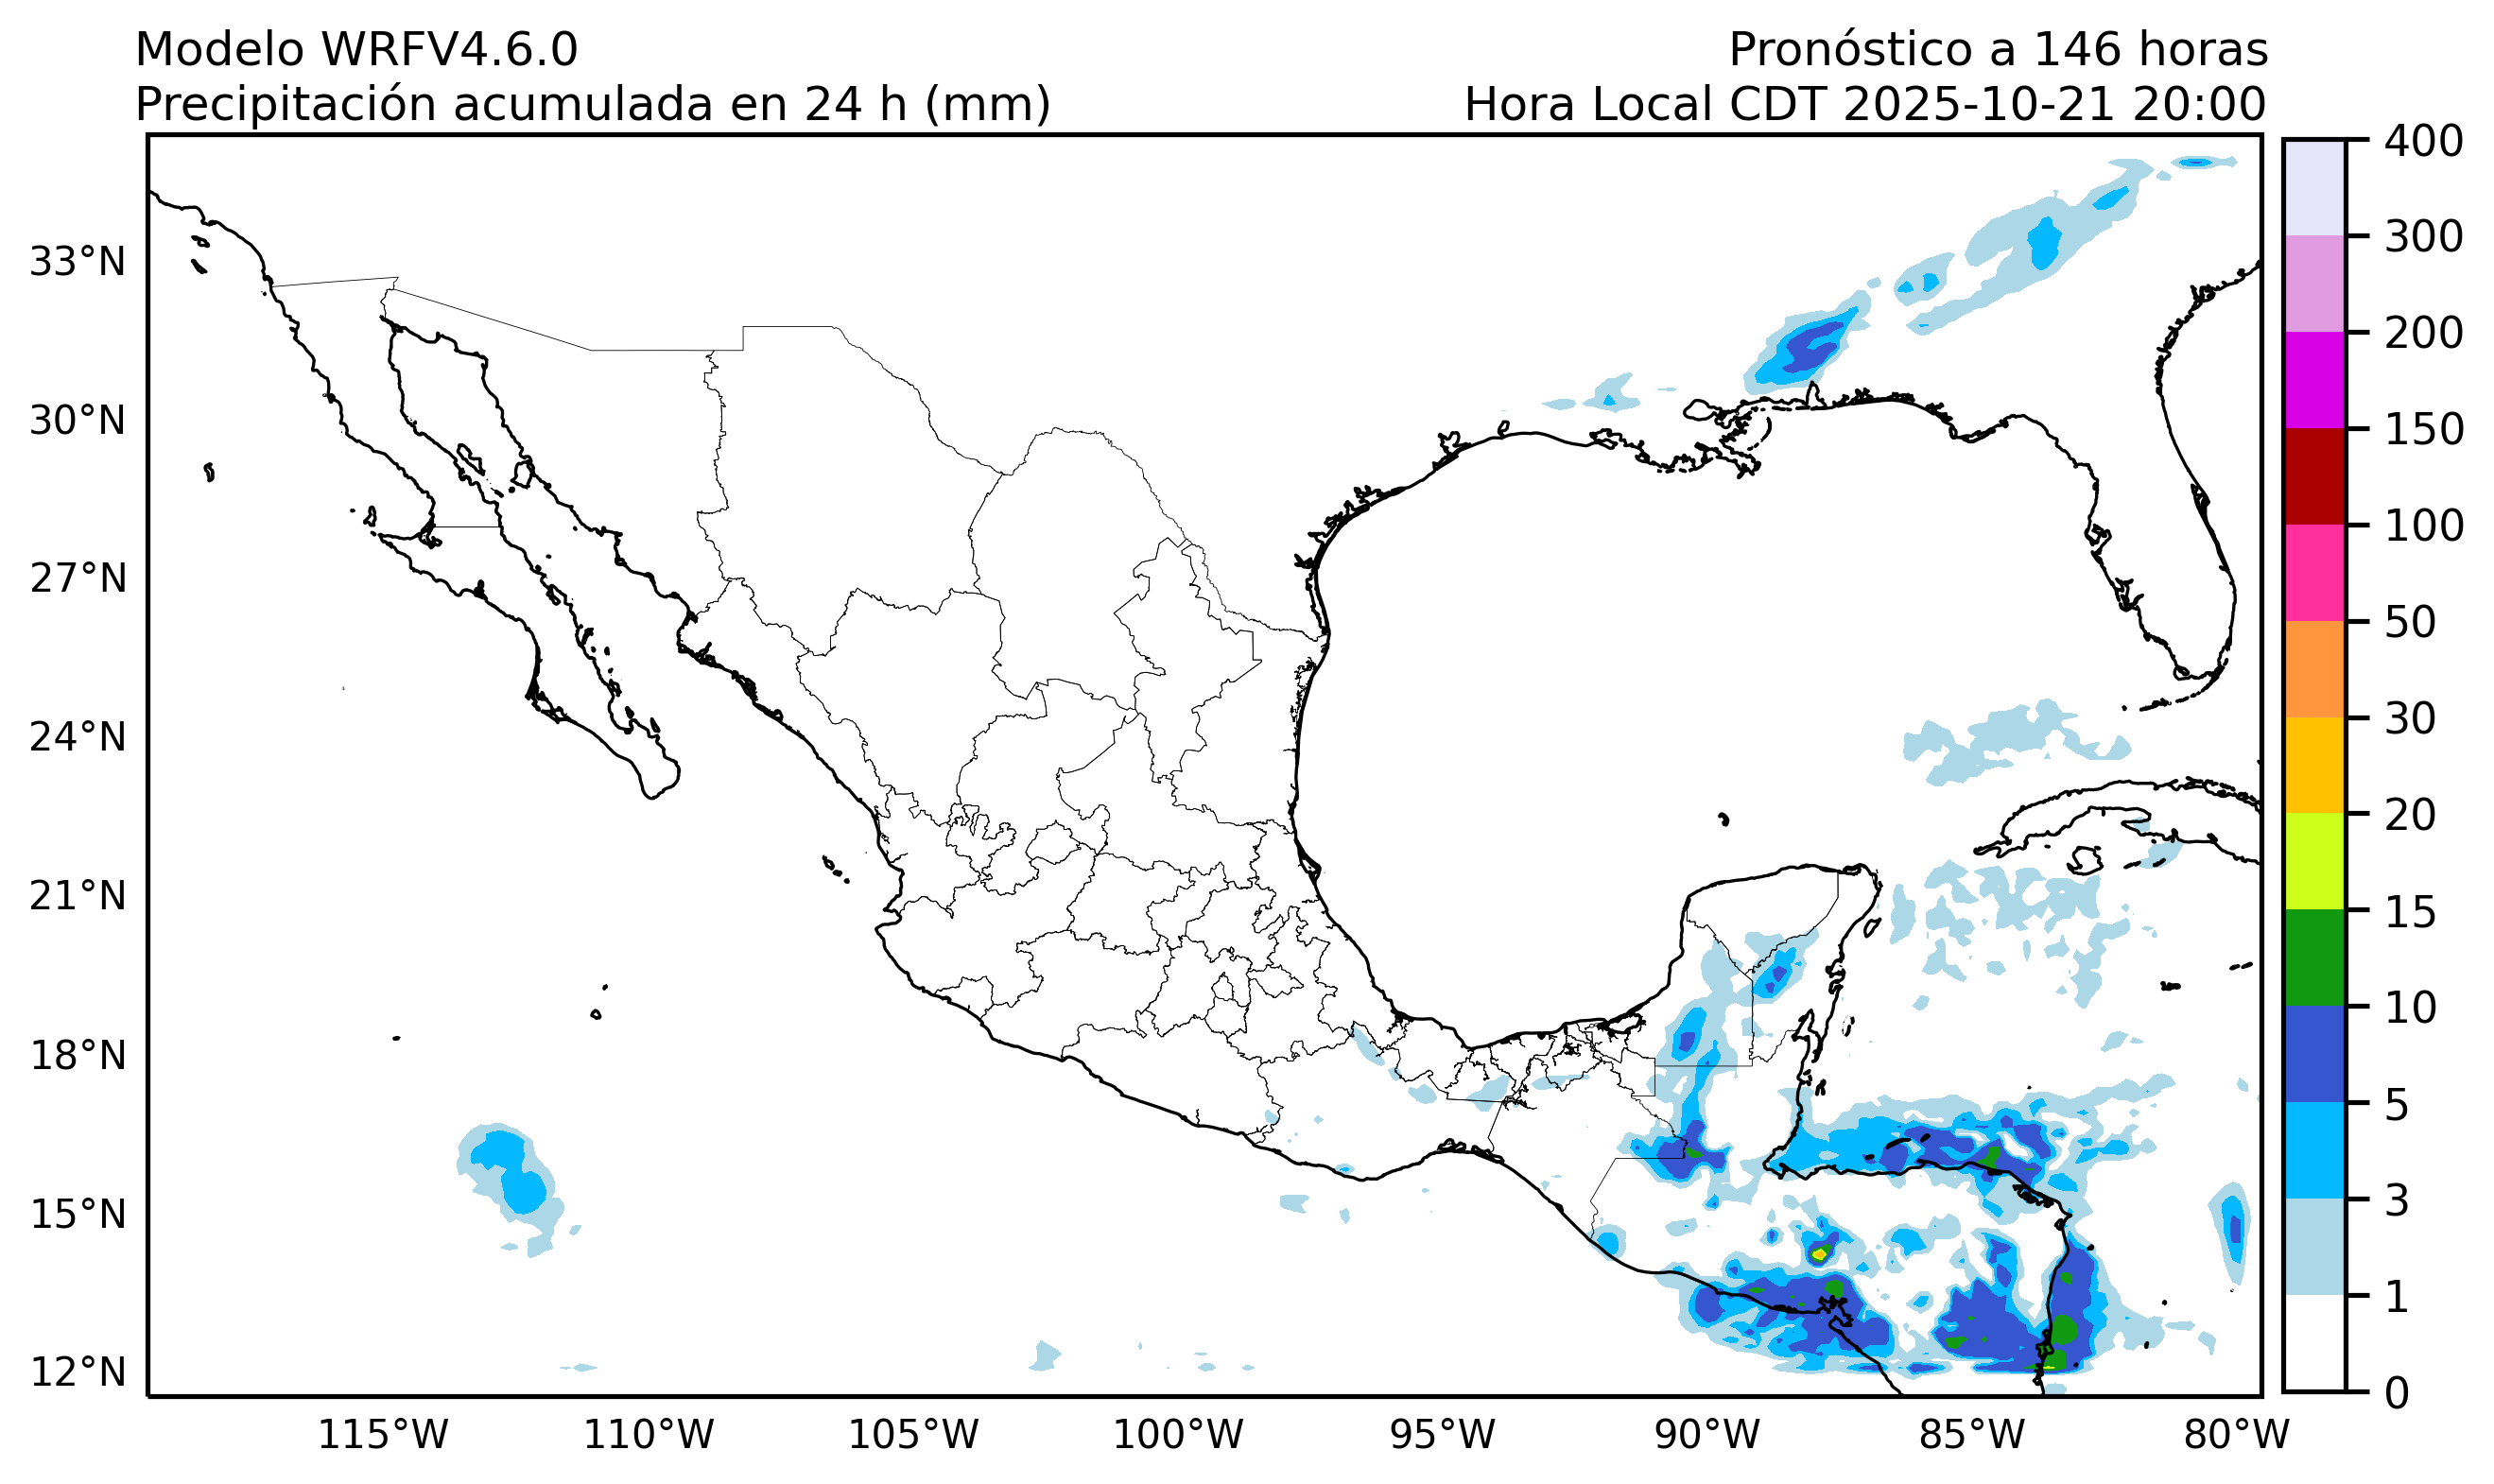 Modelo WRFV4.6.0
Pronóstico a 146 horas
Precipitación acumulada en 24 h (mm)
Hora Local CDT 2025-10-21 20:00
33°N
30°N
27°N
24°N
21°N
18°N
15°N
12°N
115°W
110°W
105°W
100°W
95°W
90°W
85°W
80°W
400
300
200
150
100
50
30
20
15
10
5
3
1
0